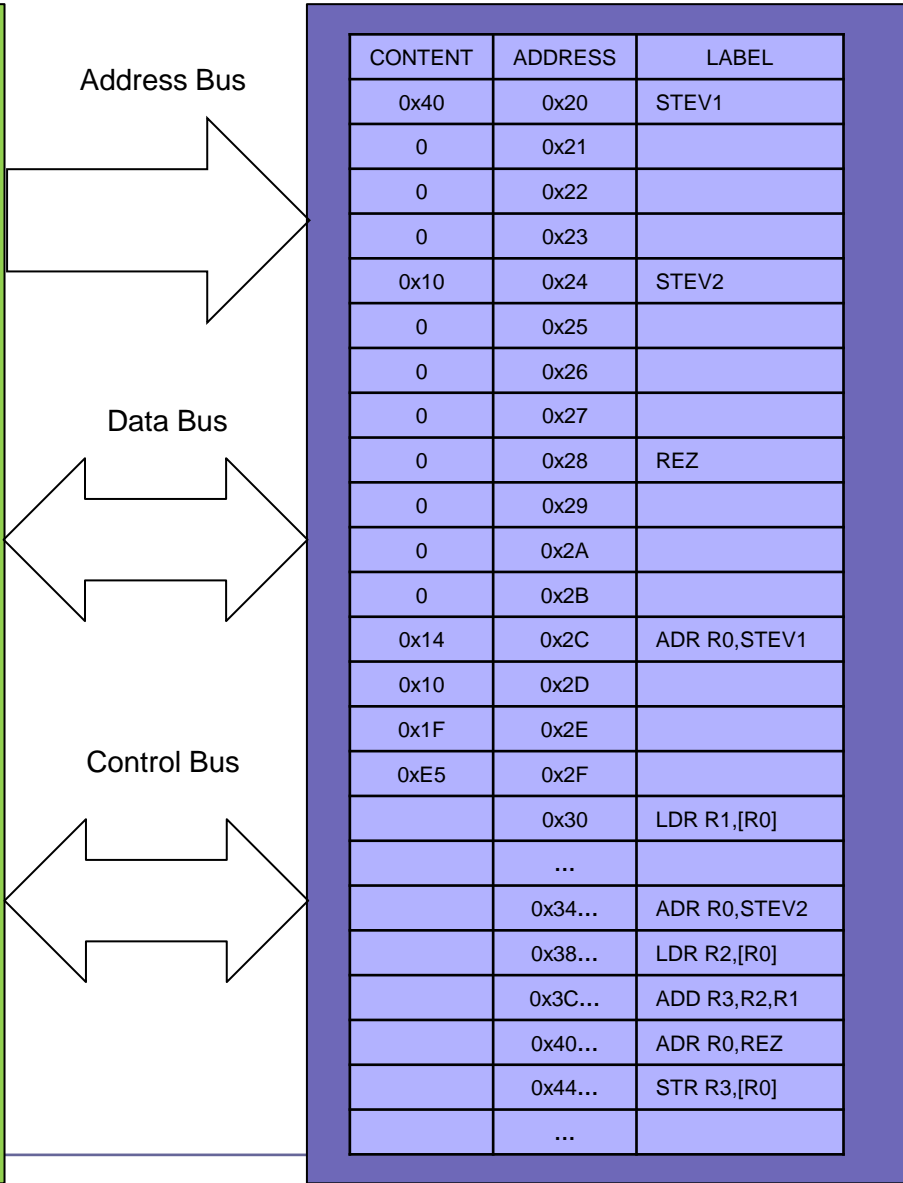 Address Bus
Data Bus
Control Bus
CONTENT ADDRESS LABEL
0x40 0x20 STEV1
0 0x21
0 0x22
0 0x23
0x10 0x24 STEV2
0 0x25
0 0x26
0 0x27
0 0x28 REZ
0 0x29
0 0x2A
0 0x2B
0x14 0x2C ADR R0,STEV1
0x10 0x2D
0x1F 0x2E
0xE5 0x2F
0x30 LDR R1,[R0]
...
0x34... ADR R0,STEV2
0x38... LDR R2,[R0]
0x3C... ADD R3,R2,R1
0x40... ADR R0,REZ
0x44... STR R3,[R0]
...